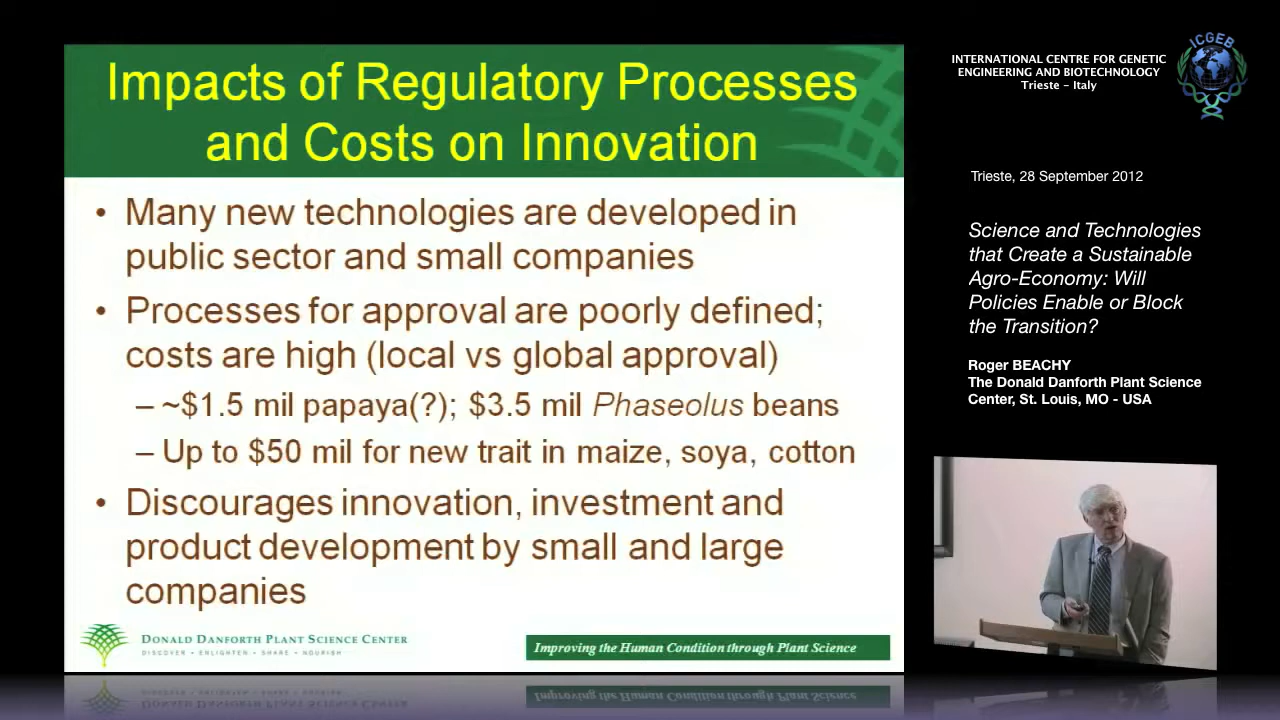 Impacts of Regulatory Processes
and Costs on Innovation
• Many new technologies are developed in
public sector and small companies
• Processes for approval are poorly defined;
costs are high (local vs global approval)
– ~$1.5 mil papaya(?); $3.5 mil Phaseolus beans
– Up to $50 mil for new trait in maize, soya, cotton
• Discourages innovation, investment and
product development by small and large
companies
DONALD DANFORTH PLANT SCIENCE CENTER
DISCOVER • ENLIGHTEN • SHARE • NOURISH
Improving the Human Condition through Plant Science
INTERNATIONAL CENTRE FOR GENETIC
ENGINEERING AND BIOTECHNOLOGY
Trieste - Italy
ICGEB
Trieste, 28 September 2012
Science and Technologies
that Create a Sustainable
Agro-Economy: Will
Policies Enable or Block
the Transition?
Roger BEACHY
The Donald Danforth Plant Science
Center, St. Louis, MO - USA